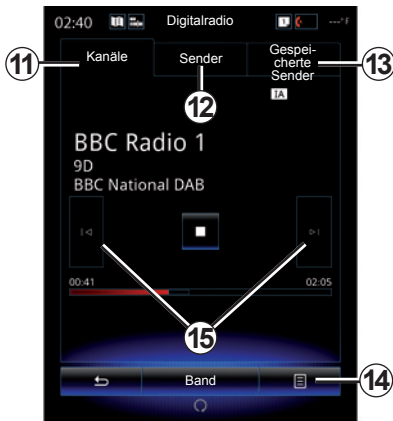 02:40 Digitalradio ---°F
11 Kanäle Sender Gespei-
cherte
Sender 13
12
IA
BBC Radio 1
9D
BBC National DAB
00:41 02:05
15
Band 14